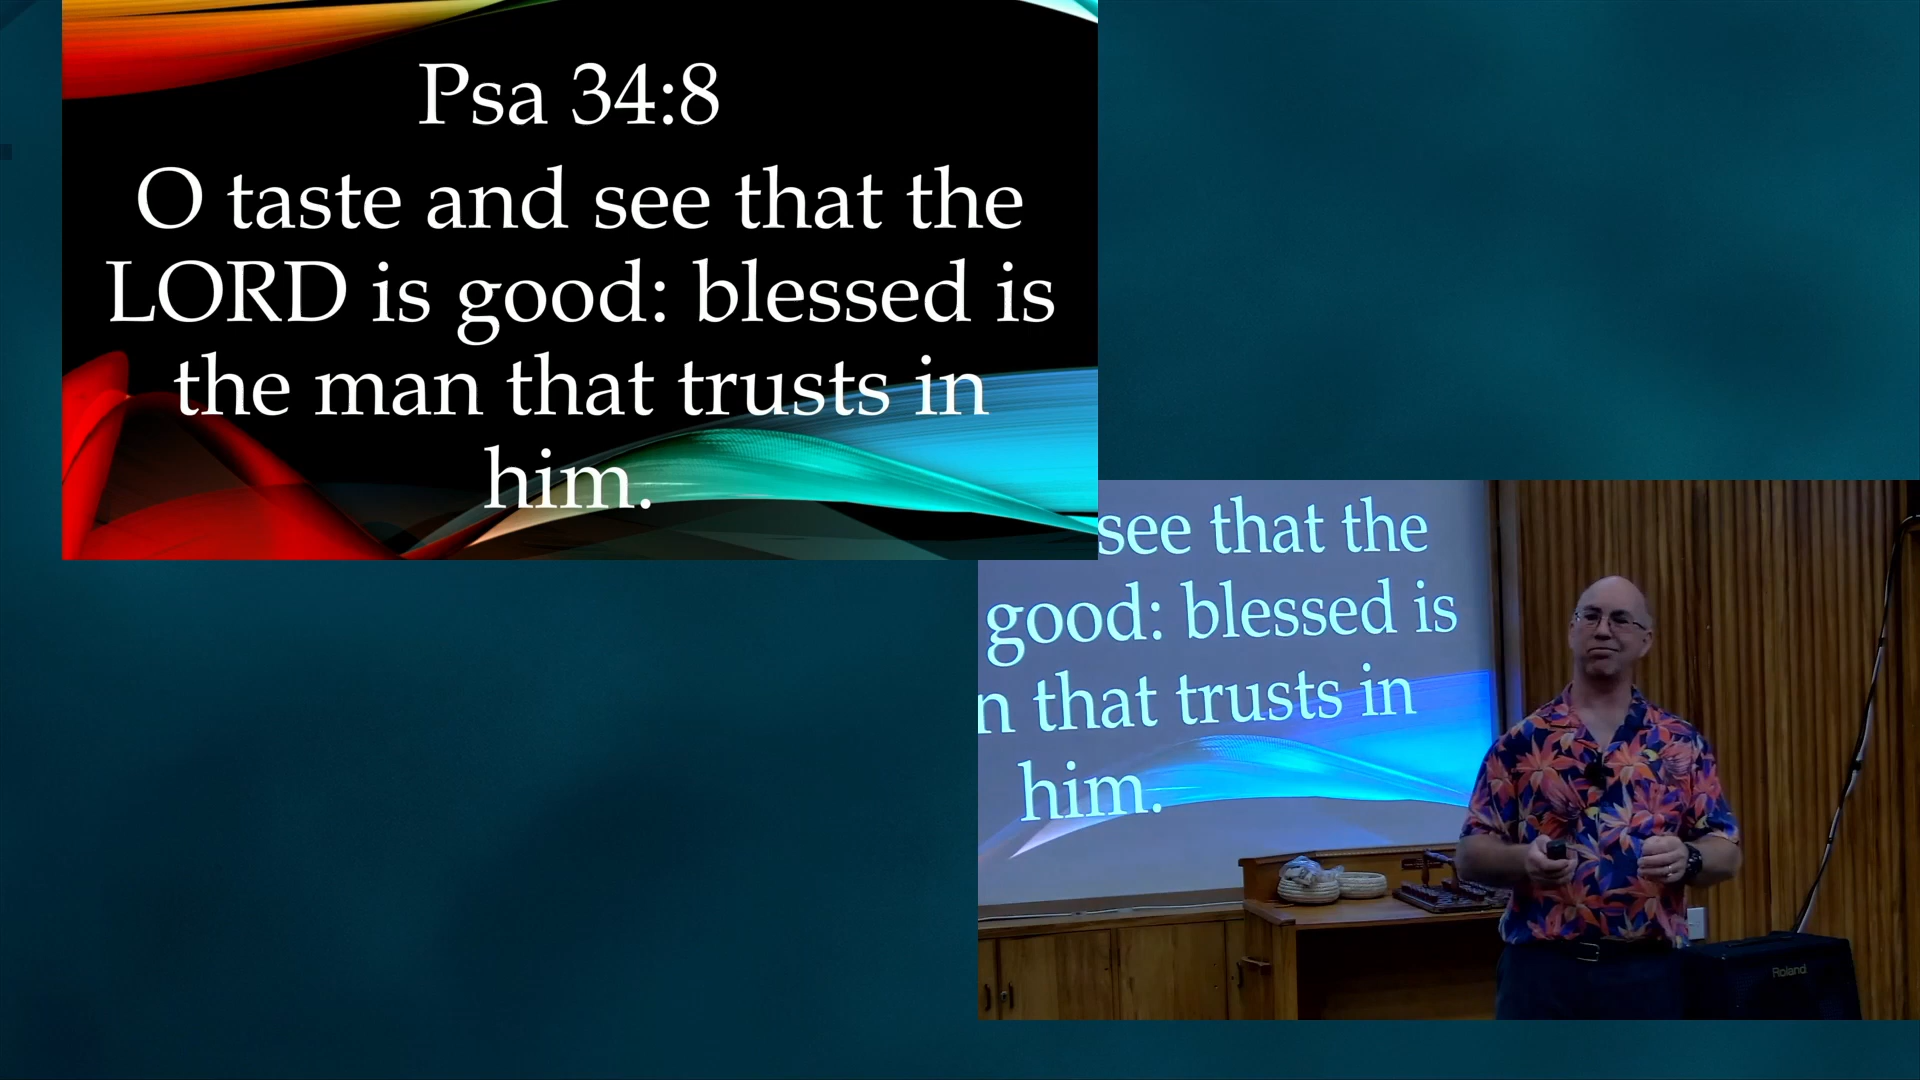 Psa 34:8
O taste and see that the
LORD is good: blessed is
the man that trusts in
him.
see that the
good: blessed is
n that trusts in
him.
Roland